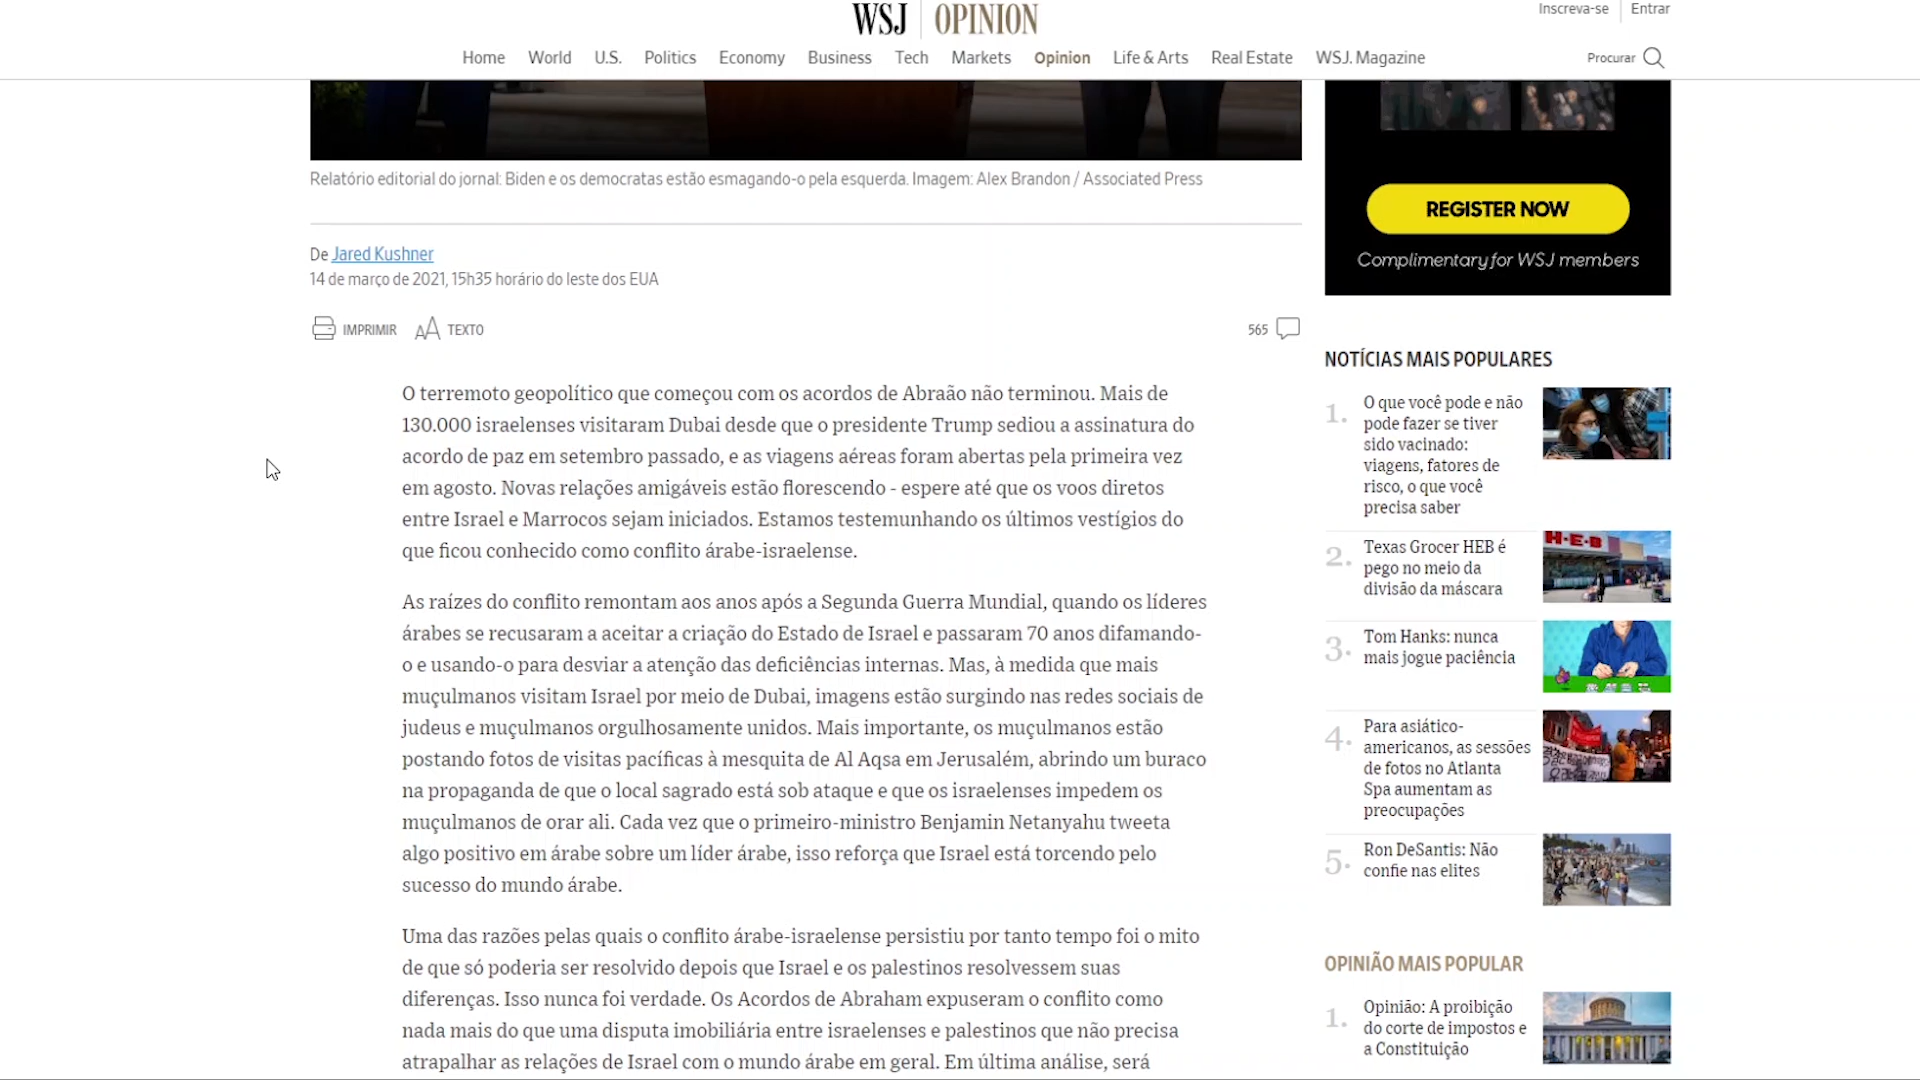 WSJ | OPINION
Inscreva-se | Entrar
Home World U.S. Politics Economy Business Tech Markets Opinion Life & Arts Real Estate WSJ. Magazine
Procurar
Relatório editorial do jornal: Biden e os democratas estão esmagando-o pela esquerda. Imagem: Alex Brandon / Associated Press
De Jared Kushner
14 de março de 2021, 15h35 horário do leste dos EUA
IMPRIMIR AA TEXTO
565
O terremoto geopolítico que começou com os acordos de Abraão não terminou. Mais de
130.000 israelenses visitaram Dubai desde que o presidente Trump sediou a assinatura do
acordo de paz em setembro passado, e as viagens aéreas foram abertas pela primeira vez
em agosto. Novas relações amigáveis estão florescendo - espere até que os voos diretos
entre Israel e Marrocos sejam iniciados. Estamos testemunhando os últimos vestígios do
que ficou conhecido como conflito árabe-israelense.
As raízes do conflito remontam aos anos após a Segunda Guerra Mundial, quando os líderes
árabes se recusaram a aceitar a criação do Estado de Israel e passaram 70 anos difamando-
o e usando-o para desviar a atenção das deficiências internas. Mas, à medida que mais
muçulmanos visitam Israel por meio de Dubai, imagens estão surgindo nas redes sociais de
judeus e muçulmanos orgulhosamente unidos. Mais importante, os muçulmanos estão
postando fotos de visitas pacíficas à mesquita de Al Aqsa em Jerusalém, abrindo um buraco
na propaganda de que o local sagrado está sob ataque e que os israelenses impedem os
muçulmanos de orar ali. Cada vez que o primeiro-ministro Benjamin Netanyahu tweeta
algo positivo em árabe sobre um líder árabe, isso reforça que Israel está torcendo pelo
sucesso do mundo árabe.
Uma das razões pelas quais o conflito árabe-israelense persistiu por tanto tempo foi o mito
de que só poderia ser resolvido depois que Israel e os palestinos resolvessem suas
diferenças. Isso nunca foi verdade. Os Acordos de Abraham expuseram o conflito como
nada mais do que uma disputa imobiliária entre israelenses e palestinos que não precisa
atrapalhar as relações de Israel com o mundo árabe em geral. Em última análise, será
REGISTER NOW
Complimentary for WSJ members
NOTÍCIAS MAIS POPULARES
1. O que você pode e não
pode fazer se tiver
sido vacinado:
viagens, fatores de
risco, o que você
precisa saber
H-E-B
2. Texas Grocer HEB é
pego no meio da
divisão da máscara
3. Tom Hanks: nunca
mais jogue paciência
4. Para asiático-
americanos, as sessões
de fotos no Atlanta
Spa aumentam as
preocupações
5. Ron DeSantis: Não
confie nas elites
OPINIÃO MAIS POPULAR
1. Opinião: A proibição
do corte de impostos e
a Constituição